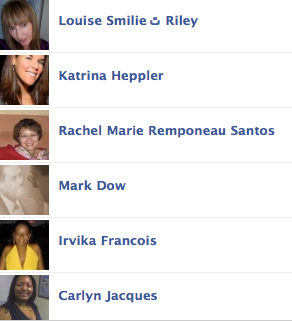 Louise Smilie ت Riley
Katrina Heppler
Rachel Marie Remponeau Santos
Mark Dow
Irvika Francois
Carlyn Jacques